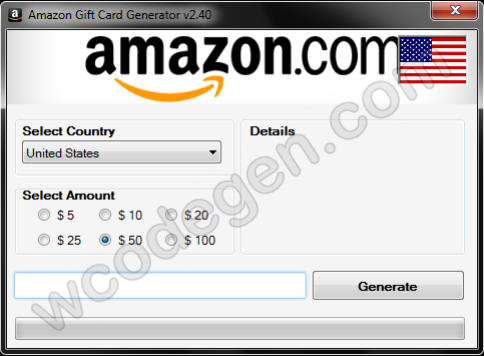 Amazon Gift Card Generator v2.40
amazon.com
Select Country
United States
Details
Select Amount
$ 5
$ 10
$ 20
$ 25
$ 50
$ 100
Generate
wcodegen.com